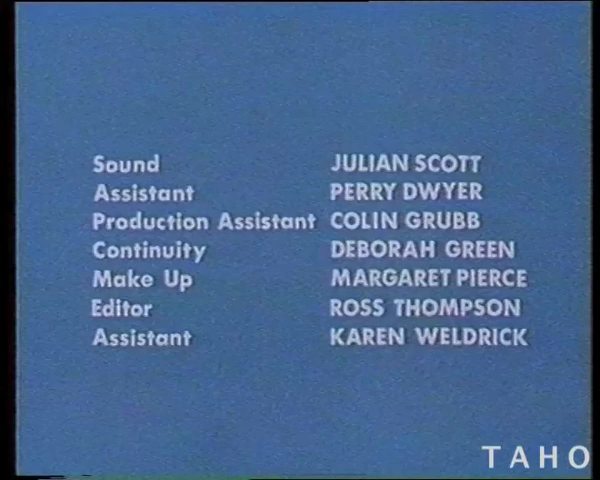 Sound JULIAN SCOTT
Assistant PERRY DWYER
Production Assistant COLIN GRUBB
Continuity DEBORAH GREEN
Make Up MARGARET PIERCE
Editor ROSS THOMPSON
Assistant KAREN WELDRICK
TAHO